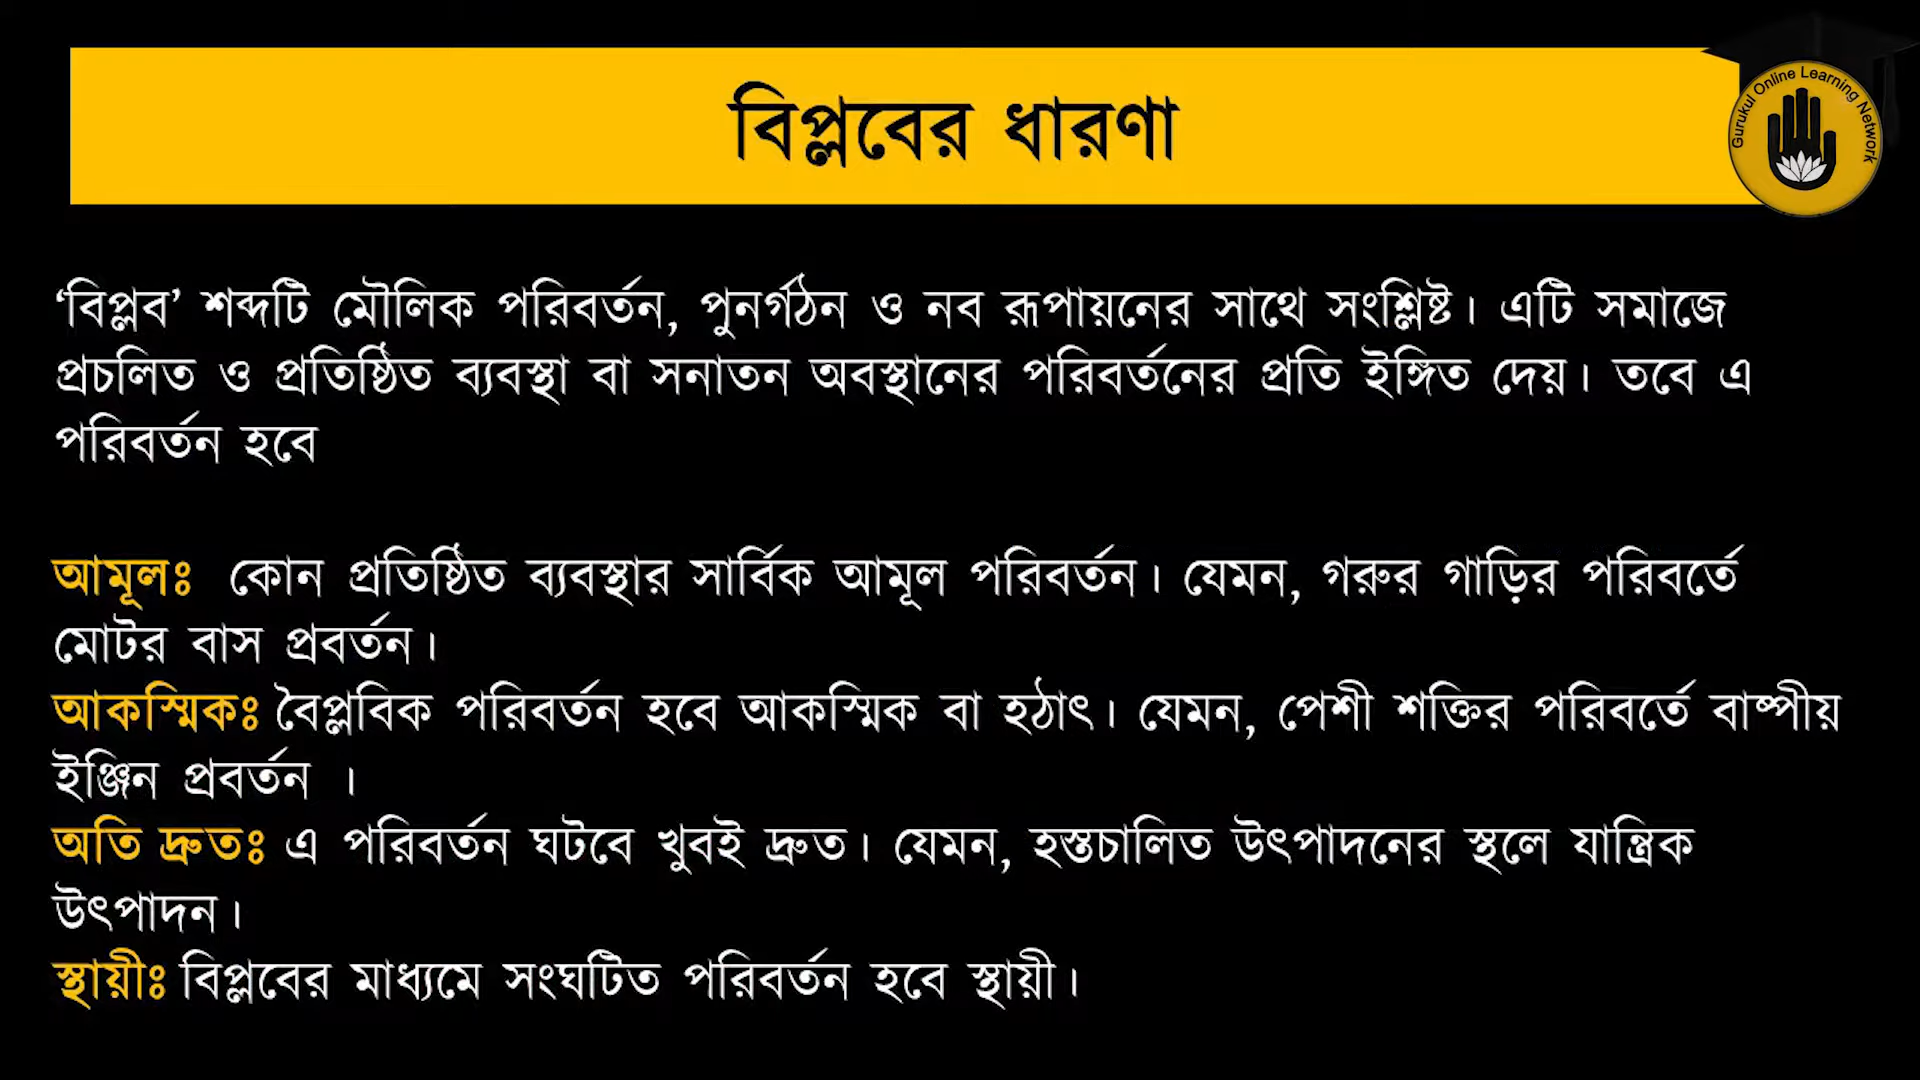 বিপ্লবের ধারণা
Gurukul Online Learning Network
‘বিপ্লব’ শব্দটি মৌলিক পরিবর্তন, পুনর্গঠন ও নব রূপায়নের সাথে সংশ্লিষ্ট। এটি সমাজে
প্রচলিত ও প্রতিষ্ঠিত ব্যবস্থা বা সনাতন অবস্থানের পরিবর্তনের প্রতি ইঙ্গিত দেয়। তবে এ
পরিবর্তন হবে
আমূলঃ কোন প্রতিষ্ঠিত ব্যবস্থার সার্বিক আমূল পরিবর্তন। যেমন, গরুর গাড়ির পরিবর্তে
মোটর বাস প্রবর্তন।
আকস্মিকঃ বৈপ্লবিক পরিবর্তন হবে আকস্মিক বা হঠাৎ। যেমন, পেশী শক্তির পরিবর্তে বাষ্পীয়
ইঞ্জিন প্রবর্তন ।
অতি দ্রুতঃ এ পরিবর্তন ঘটবে খুবই দ্রুত। যেমন, হস্তচালিত উৎপাদনের স্থলে যান্ত্রিক
উৎপাদন।
স্থায়ীঃ বিপ্লবের মাধ্যমে সংঘটিত পরিবর্তন হবে স্থায়ী।